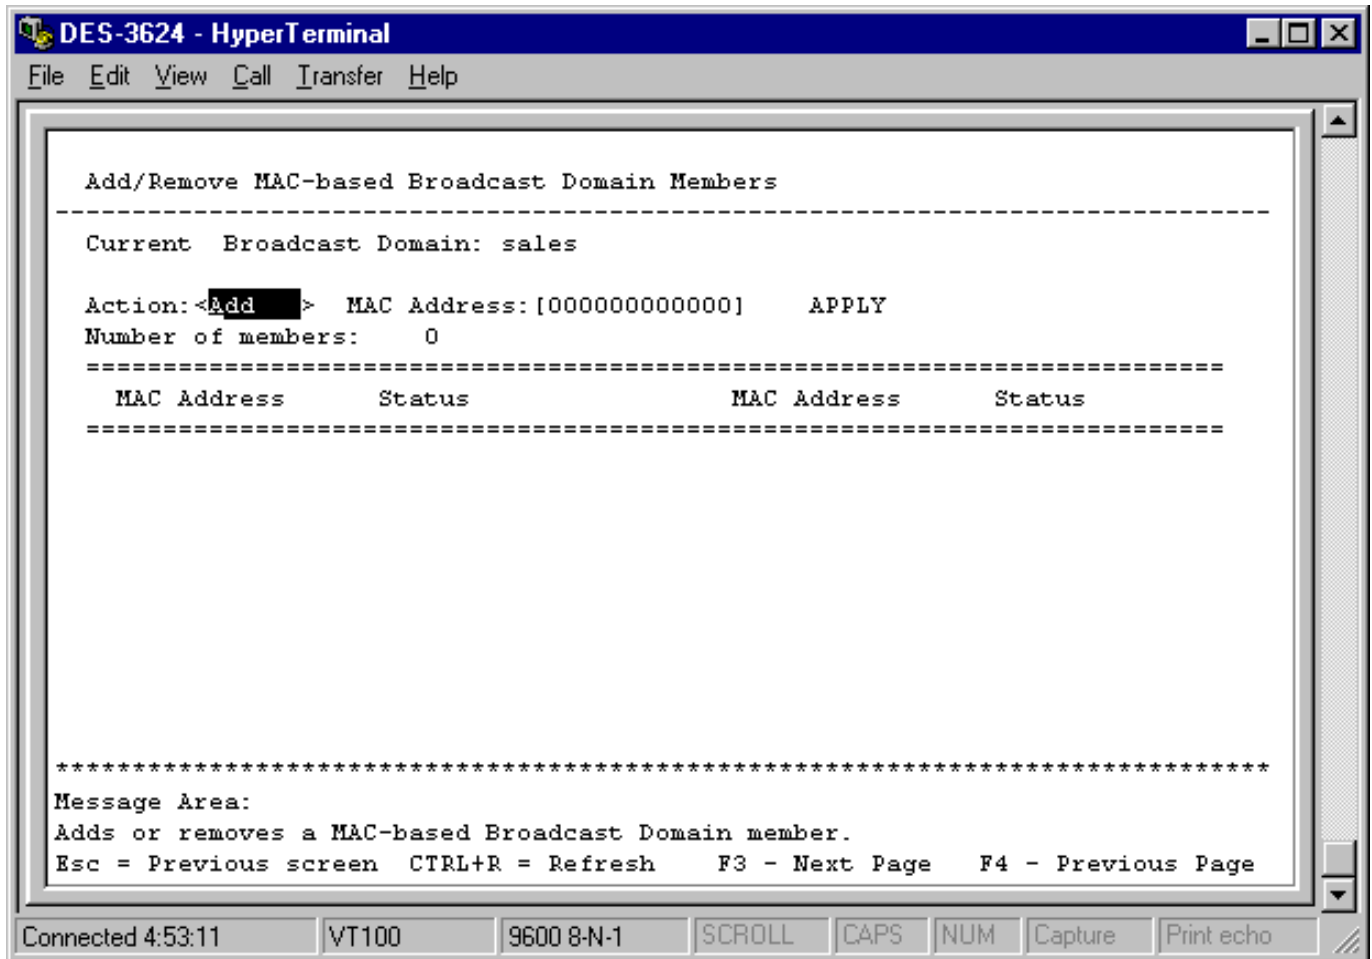 DES-3624 - HyperTerminal
File Edit View Call Transfer Help
Add/Remove MAC-based Broadcast Domain Members
-------------------------------------------------------------------------------
Current  Broadcast Domain: sales
Action:<Add   >  MAC Address:[000000000000]    APPLY
Number of members:    0
==========================================================================
MAC Address      Status                 MAC Address      Status
==========================================================================
*******************************************************************************
Message Area:
Adds or removes a MAC-based Broadcast Domain member.
Esc = Previous screen  CTRL+R = Refresh    F3 - Next Page   F4 - Previous Page
Connected 4:53:11 VT100 9600 8-N-1 SCROLL CAPS NUM Capture Print echo